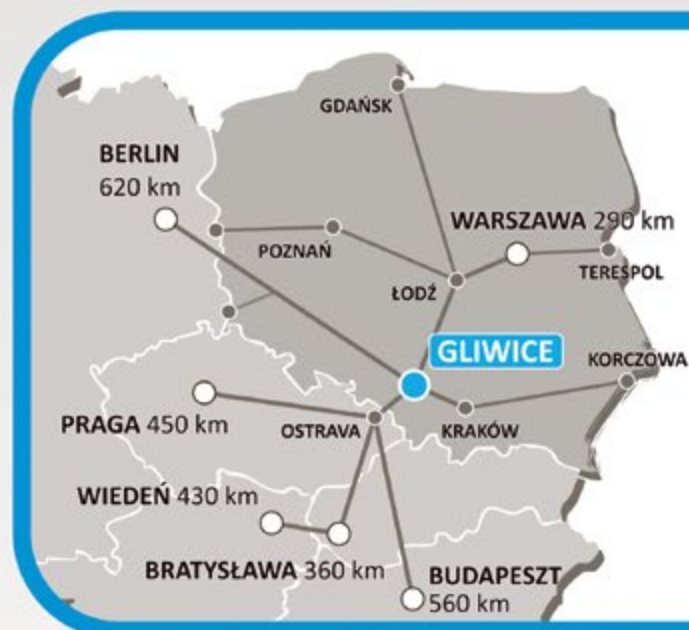 GDAŃSK
BERLIN
620 km
WARSZAWA 290 km
POZNAŃ
TERESPOL
ŁODŹ
GLIWICE
KORCZOWA
PRAGA 450 km
OSTRAVA
KRAKÓW
WIEDEŃ 430 km
BRATYSŁAWA 360 km
BUDAPESZT
560 km